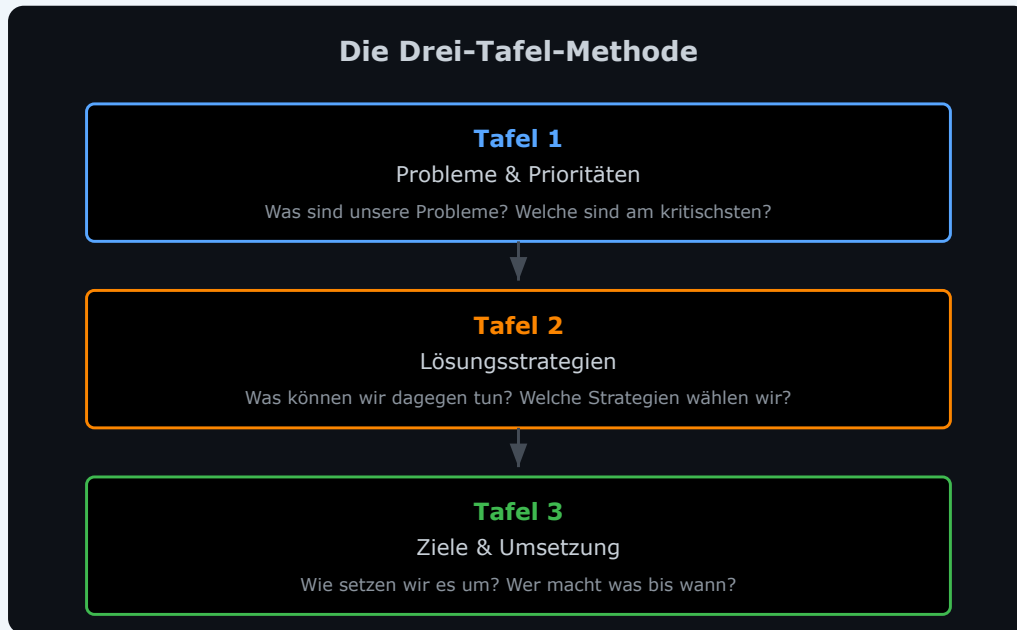 Die Drei-Tafel-Methode
Tafel 1
Probleme & Prioritäten
Was sind unsere Probleme? Welche sind am kritischsten?
Tafel 2
Lösungsstrategien
Was können wir dagegen tun? Welche Strategien wählen wir?
Tafel 3
Ziele & Umsetzung
Wie setzen wir es um? Wer macht was bis wann?